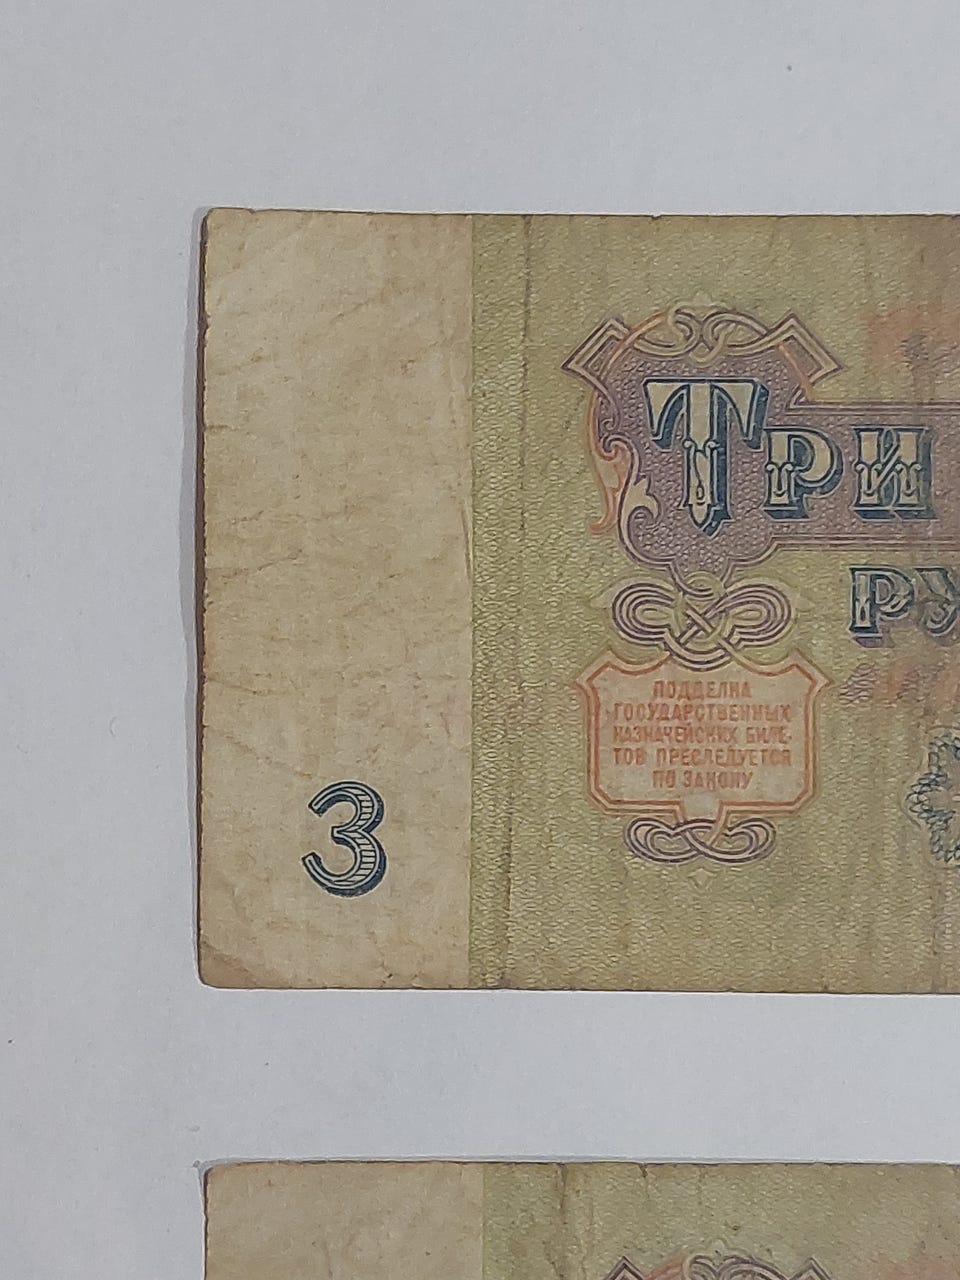 Три
РУ
ПОДДЕЛКА
ГОСУДАРСТВЕННЫХ
КАЗНАЧЕЙСКИХ БИЛЕ-
ТОВ ПРЕСЛЕДУЕТСЯ
ПО ЗАКОНУ
3